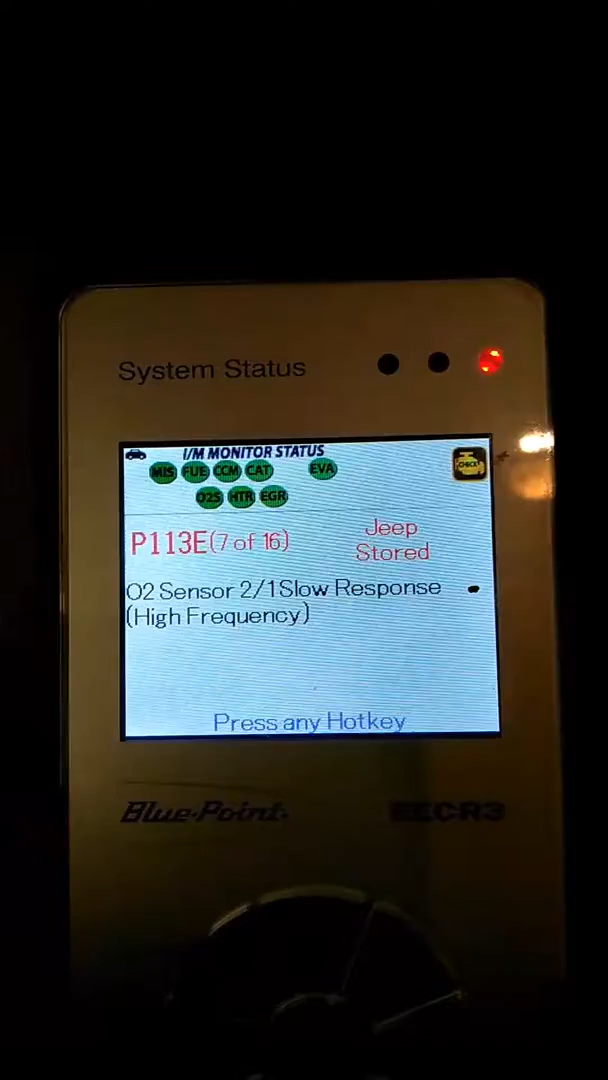 System Status
I/M MONITOR STATUS
MIS FUE CCM CAT EVA
CHECK
O2S HTR EGR
P113E(7 of 16)
Jeep
Stored
O2 Sensor 2/1 Slow Response
(High Frequency)
Press any Hotkey
Blue-Point EECR3